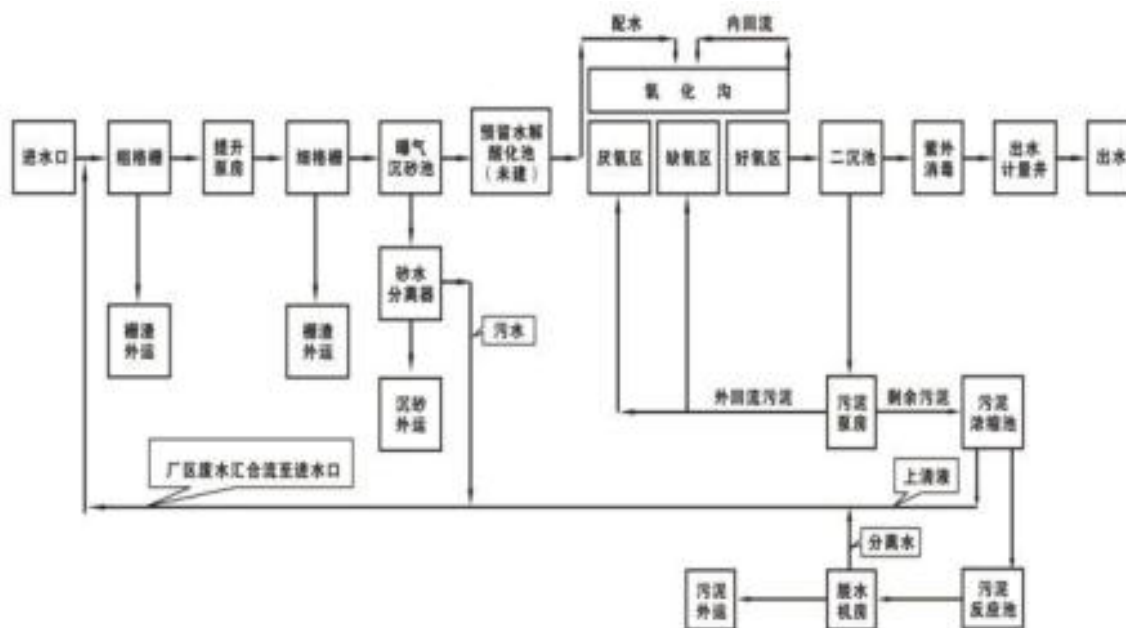 配水
内回流
氧化沟
进水口
粗格栅
提升
泵房
细格栅
曝气
沉砂池
预留水解
酸化池
(未建)
厌氧区
缺氧区
好氧区
二沉池
紫外
消毒
出水
计量井
出水
砂水
分离器
污水
栅渣
外运
栅渣
外运
沉砂
外运
外回流污泥
污泥
泵房
剩余污泥
污泥
浓缩池
厂区废水汇合流至进水口
上清液
分离水
污泥
外运
脱水
机房
污泥
反应池